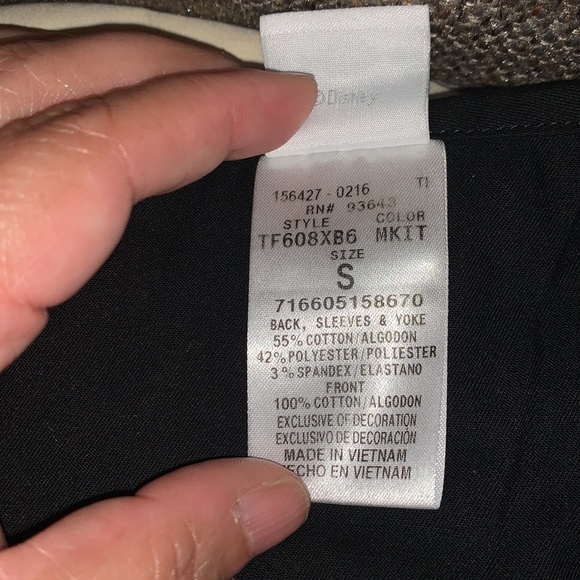 ©Disney
156427-0216 TI
RN# 93643
STYLE COLOR
TF608XB6 MKIT
SIZE
S
716605158670
BACK, SLEEVES & YOKE
55% COTTON/ALGODON
42% POLYESTER/POLIESTER
3% SPANDEX/ELASTANO
FRONT
100% COTTON/ALGODON
EXCLUSIVE OF DECORATION
EXCLUSIVO DE DECORACIÓN
MADE IN VIETNAM
HECHO EN VIETNAM